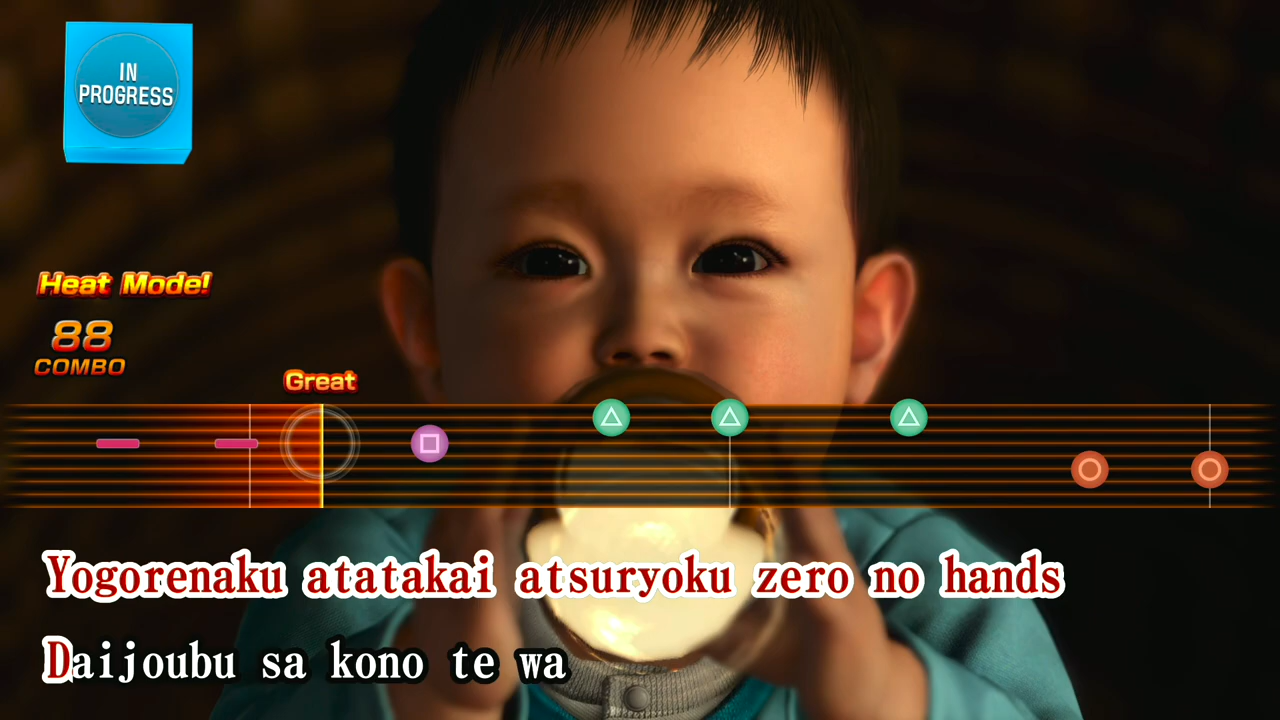 IN
PROGRESS
Heat Mode!
88
COMBO
Great
Yogorenaku atatakai atsuryoku zero no hands
Daijoubu sa kono te wa